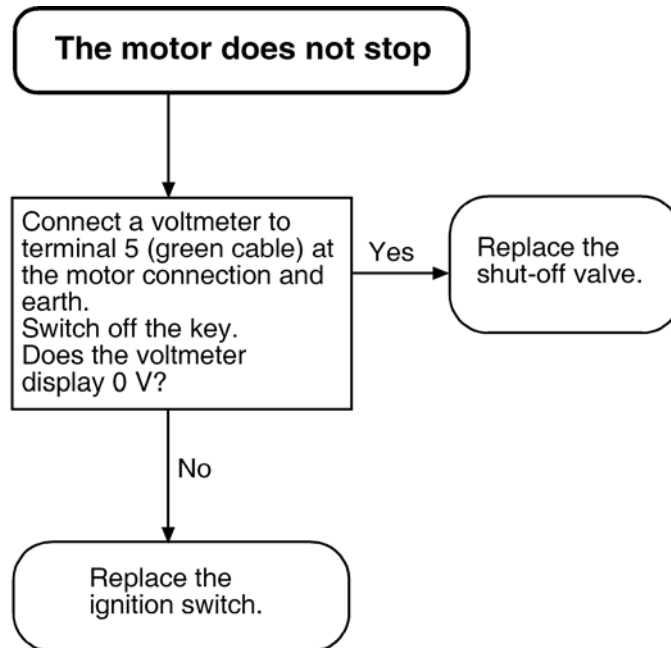 The motor does not stop
Connect a voltmeter to
terminal 5 (green cable) at
the motor connection and
earth.
Switch off the key.
Does the voltmeter
display 0 V?
Yes
Replace the
shut-off valve.
No
Replace the
ignition switch.